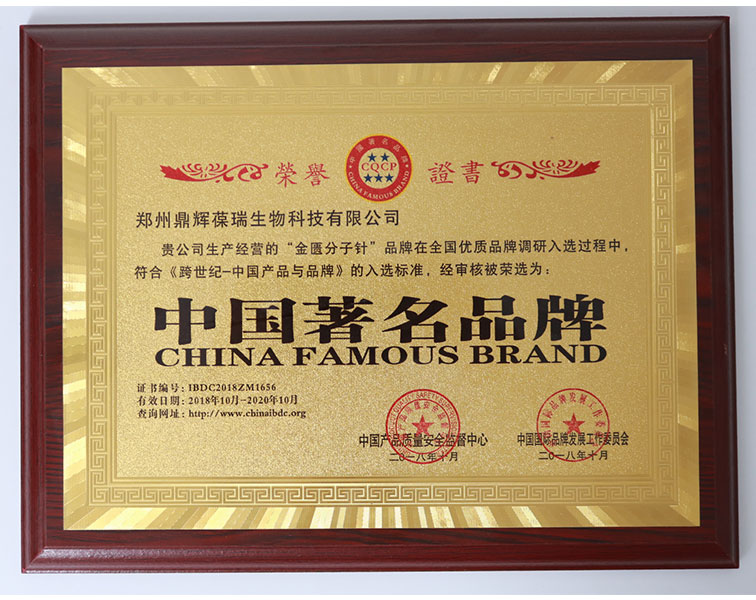 榮譽
中國著名品牌
CQCP
CHINA FAMOUS BRAND
證書
郑州鼎辉葆瑞生物科技有限公司
贵公司生产经营的“金匮分子针”品牌在全国优质品牌调研入选过程中，
符合《跨世纪-中国产品与品牌》的入选标准，经审核被荣选为：
中国著名品牌
CHINA FAMOUS BRAND
证书编号：IBDC2018ZM1656
有效日期：2018年10月-2020年10月
查询网址：http://www.chinaibdc.org
中国产品质量安全监督中心
二〇一八年十月
中国国际品牌发展工作委员会
二〇一八年十月